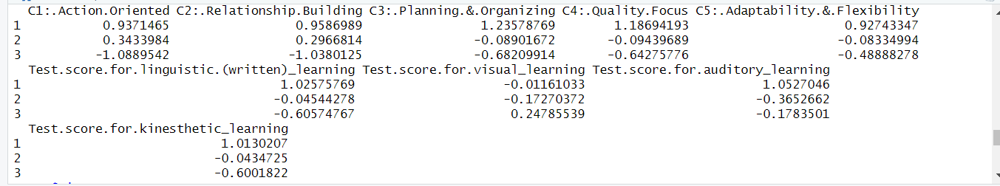 C1:.Action.Oriented C2:.Relationship.Building C3:.Planning.&.Organizing C4:.Quality.Focus C5:.Adaptability.&.Flexibility
1 0.9371465 0.9586989 1.23578769 1.18694193 0.92743347
2 0.3433984 0.2966814 -0.08901672 -0.09439689 -0.08334994
3 -1.0889542 -1.0380125 -0.68209914 -0.64275776 -0.48888278
Test.score.for.linguistic.(written)_learning Test.score.for.visual_learning Test.score.for.auditory_learning
1 1.02575769 -0.01161033 1.0527046
2 -0.04544278 -0.17270372 -0.3652662
3 -0.60574767 0.24785539 -0.1783501
Test.score.for.kinesthetic_learning
1 1.0130207
2 -0.0434725
3 -0.6001822